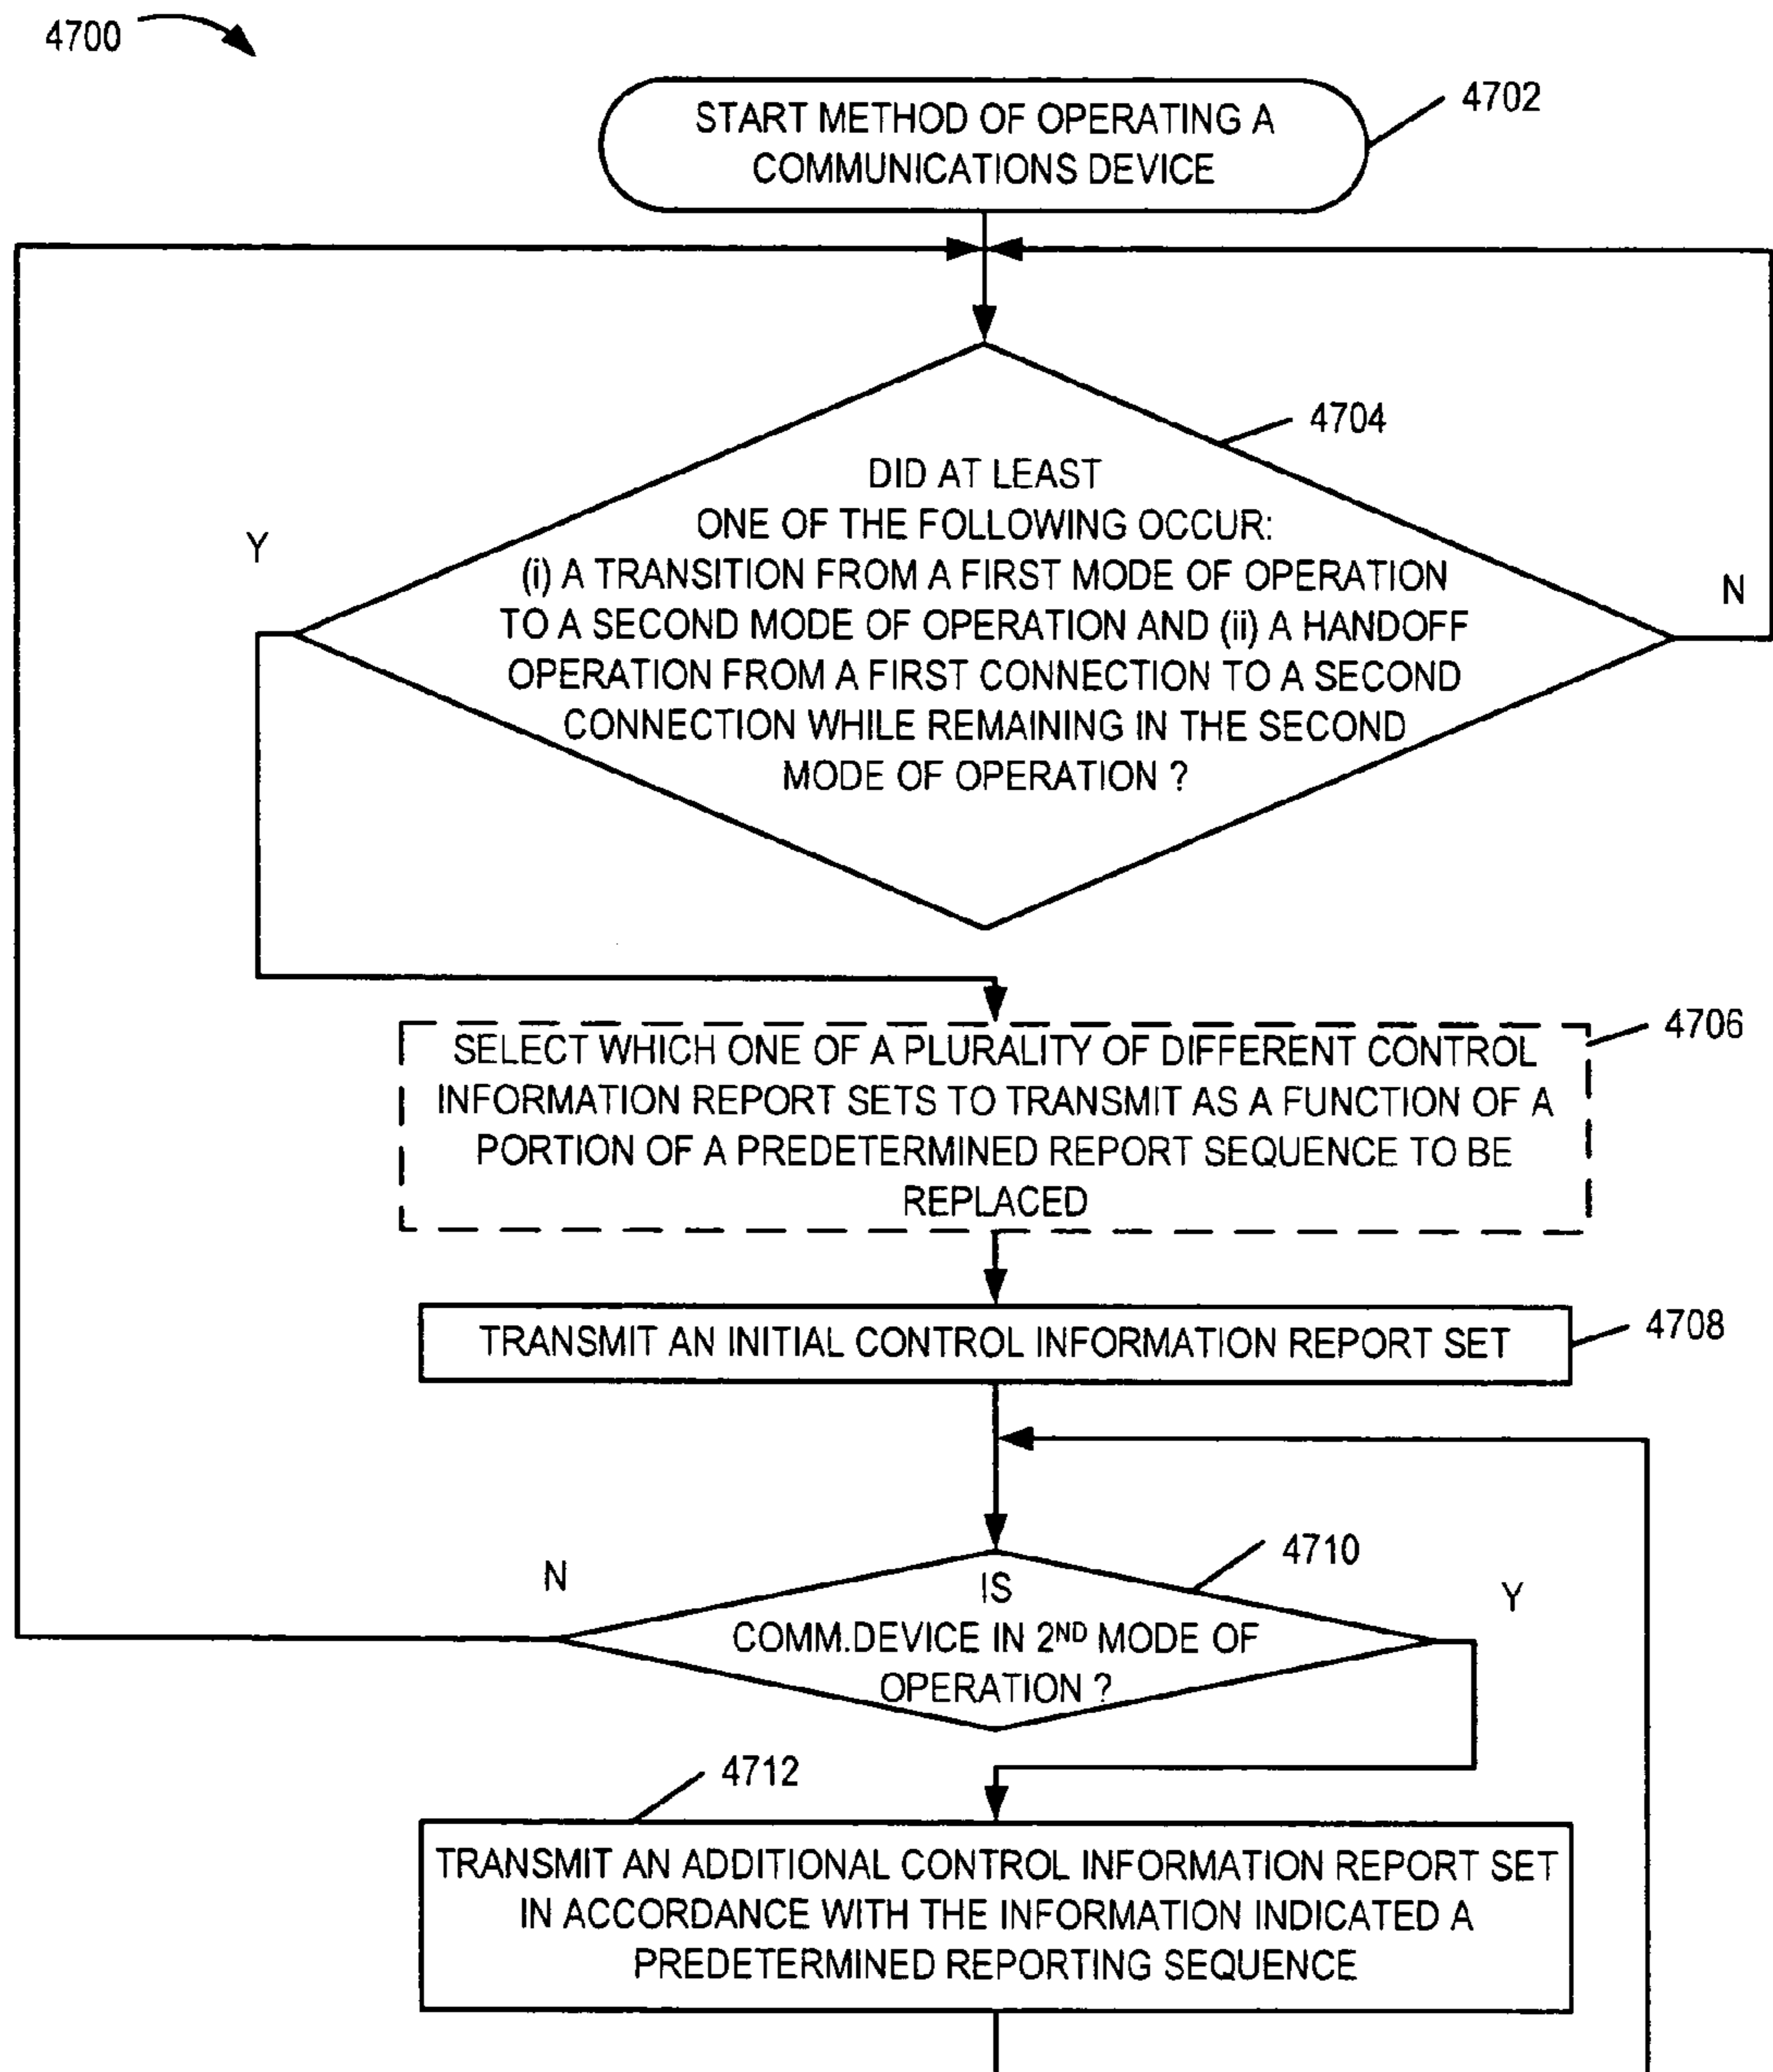 4700
START METHOD OF OPERATING A
COMMUNICATIONS DEVICE
4702
4704
DID AT LEAST
ONE OF THE FOLLOWING OCCUR:
(i) A TRANSITION FROM A FIRST MODE OF OPERATION
TO A SECOND MODE OF OPERATION AND (ii) A HANDOFF
OPERATION FROM A FIRST CONNECTION TO A SECOND
CONNECTION WHILE REMAINING IN THE SECOND
MODE OF OPERATION ?
Y
N
4706
SELECT WHICH ONE OF A PLURALITY OF DIFFERENT CONTROL
INFORMATION REPORT SETS TO TRANSMIT AS A FUNCTION OF A
PORTION OF A PREDETERMINED REPORT SEQUENCE TO BE
REPLACED
TRANSMIT AN INITIAL CONTROL INFORMATION REPORT SET
4708
4710
N
IS
COMM.DEVICE IN 2ND MODE OF
OPERATION ?
Y
4712
TRANSMIT AN ADDITIONAL CONTROL INFORMATION REPORT SET
IN ACCORDANCE WITH THE INFORMATION INDICATED A
PREDETERMINED REPORTING SEQUENCE